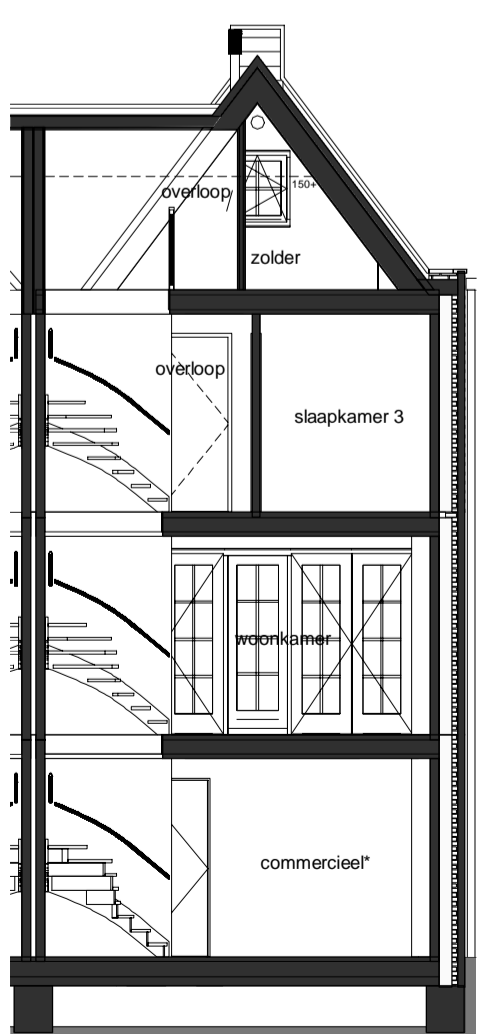 overloop
150+
zolder
overloop
slaapkamer 3
woonkamer
commercieel*